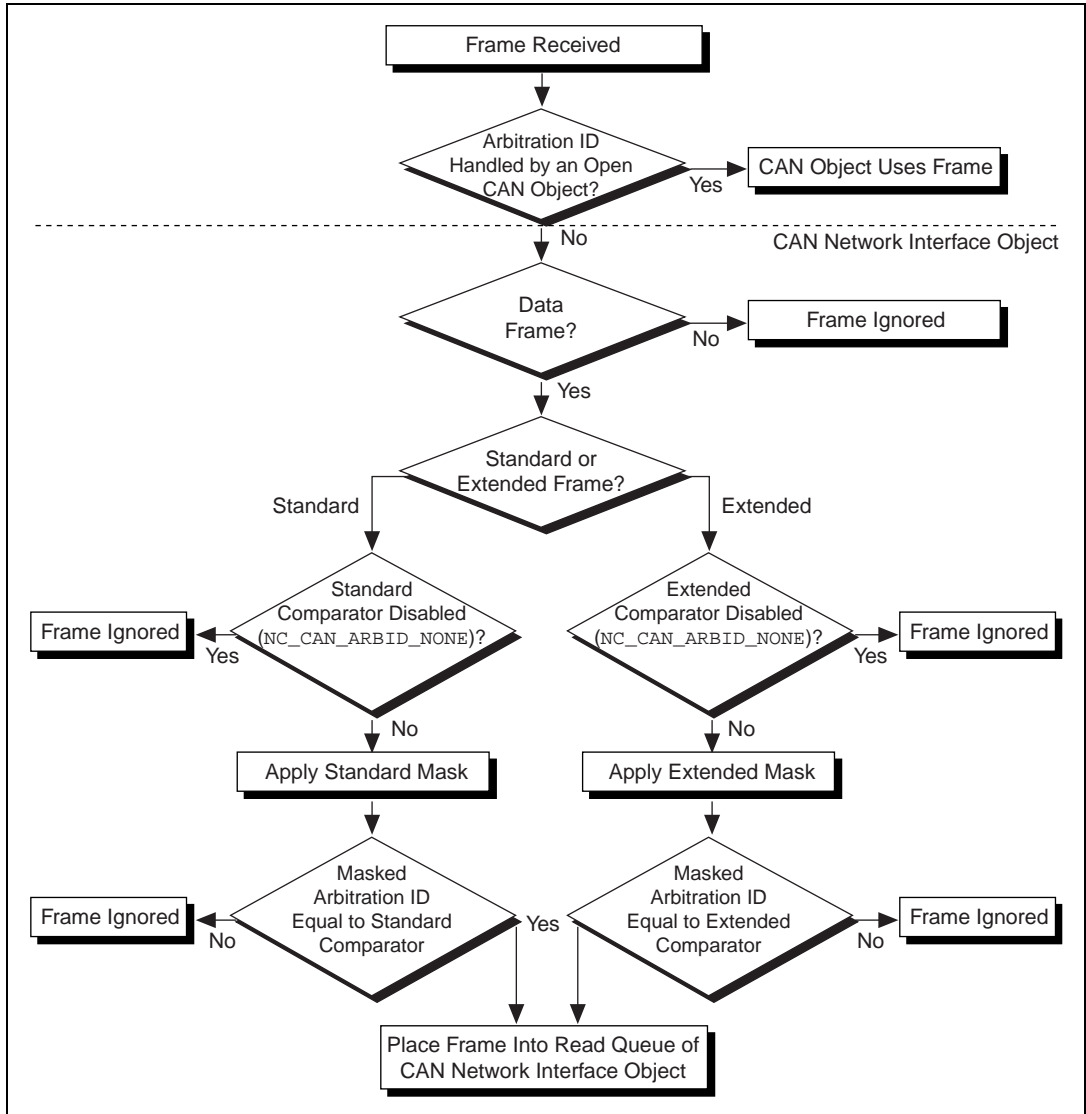 Frame Received
Arbitration ID
Handled by an Open
CAN Object?
Yes
CAN Object Uses Frame
No
CAN Network Interface Object
Data
Frame?
No
Frame Ignored
Yes
Standard or
Extended Frame?
Standard
Extended
Standard
Comparator Disabled
(NC_CAN_ARBID_NONE)?
Frame Ignored
Yes
Extended
Comparator Disabled
(NC_CAN_ARBID_NONE)?
Frame Ignored
Yes
No
No
Apply Standard Mask
Apply Extended Mask
Masked
Arbitration ID
Equal to Standard
Comparator
Frame Ignored
No
Yes
Masked
Arbitration ID
Equal to Extended
Comparator
Frame Ignored
No
Place Frame Into Read Queue of
CAN Network Interface Object